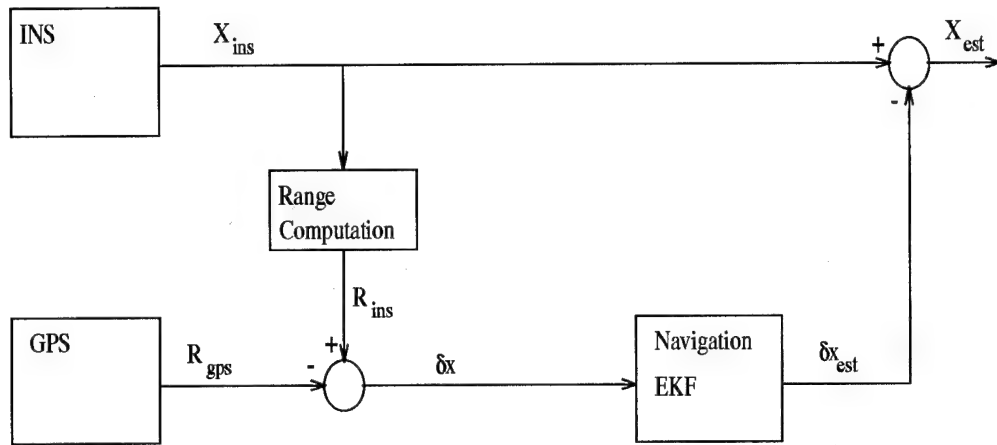 INS
X_ins
+
X_est
-
Range
Computation
R_ins
GPS
R_gps
+
-
δx
Navigation
EKF
δx_est